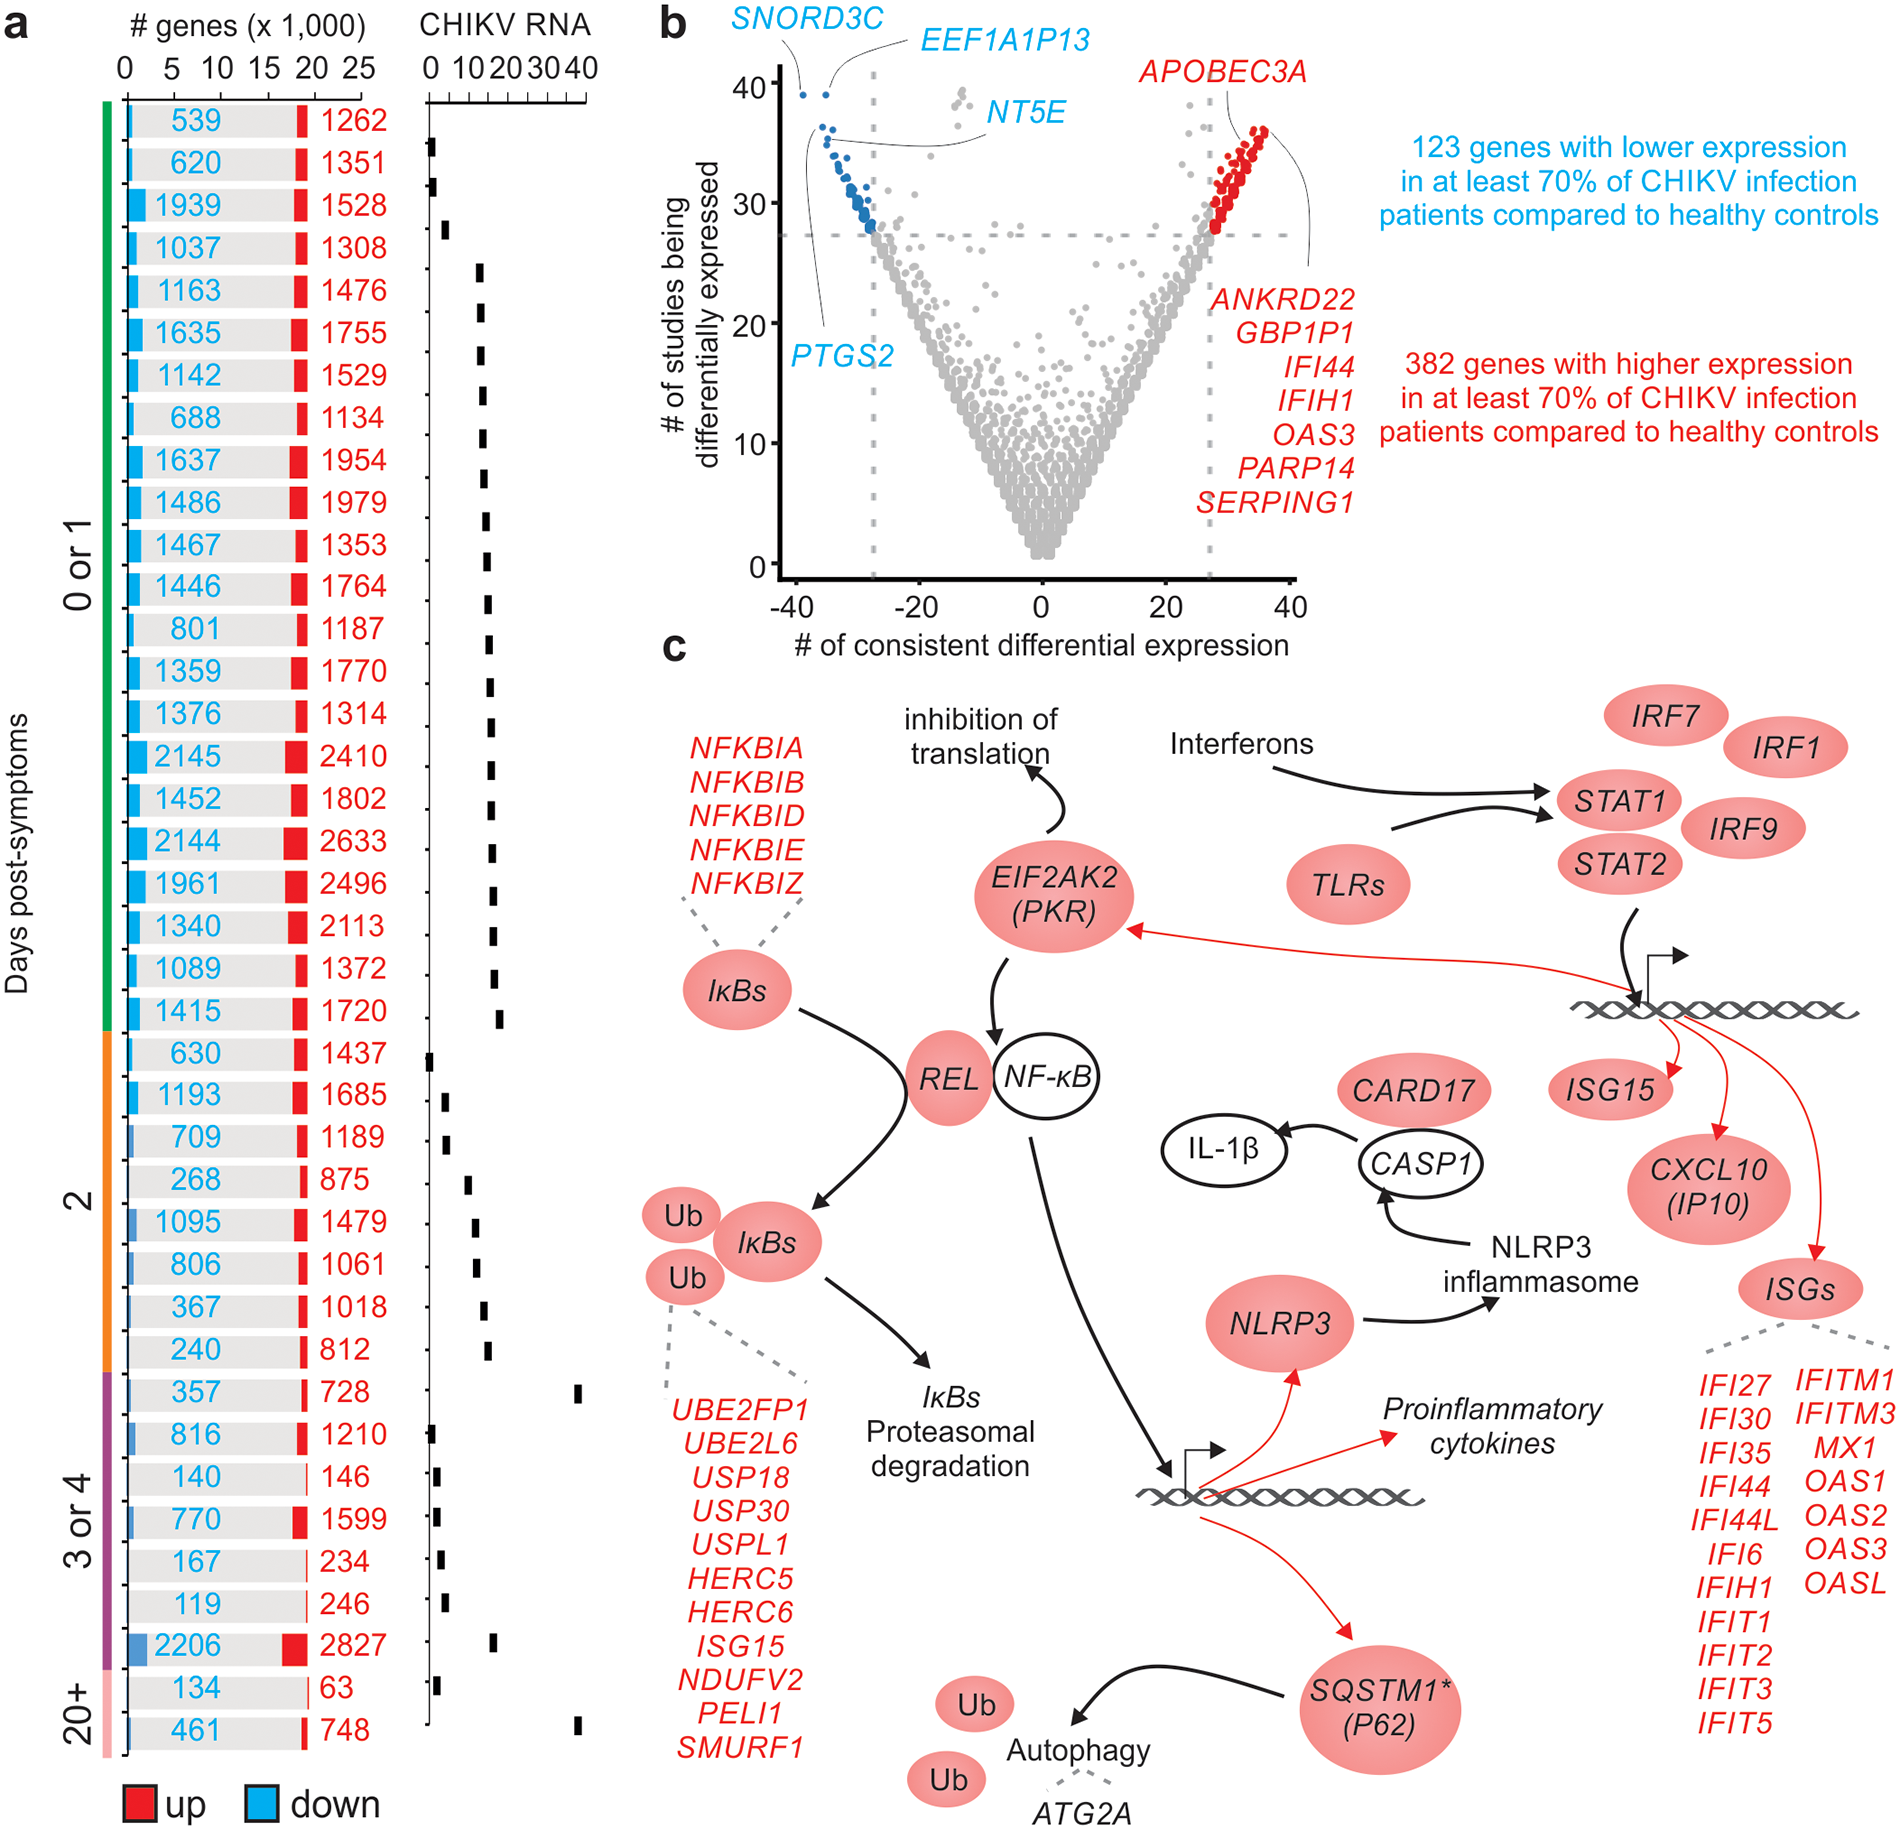 a
# genes (x 1,000)
CHIKV RNA
0 5 10 15 20 25
0 10 20 30 40
Days post-symptoms
0 or 1
539 1262
620 1351
1939 1528
1037 1308
1163 1476
1635 1755
1142 1529
688 1134
1637 1954
1486 1979
1467 1353
1446 1764
801 1187
1359 1770
1376 1314
2145 2410
1452 1802
2144 2633
1961 2496
1340 2113
1089 1372
1415 1720
2
630 1437
1193 1685
709 1189
268 875
1095 1479
806 1061
367 1018
240 812
3 or 4
357 728
816 1210
140 146
770 1599
167 234
119 246
2206 2827
20+
134 63
461 748
up down
b
SNORD3C
EEF1A1P13
NT5E
PTGS2
APOBEC3A
ANKRD22
GBP1P1
IFI44
IFIH1
OAS3
PARP14
SERPING1
# of studies being
differentially expressed
40
30
20
10
0
-40 -20 0 20 40
# of consistent differential expression
123 genes with lower expression
in at least 70% of CHIKV infection
patients compared to healthy controls
382 genes with higher expression
in at least 70% of CHIKV infection
patients compared to healthy controls
c
NFKBIA
NFKBIB
NFKBID
NFKBIE
NFKBIZ
IκBs
inhibition of
translation
EIF2AK2
(PKR)
REL
NF-κB
Interferons
TLRs
IRF7
IRF1
STAT1
IRF9
STAT2
ISG15
CXCL10
(IP10)
ISGs
IFI27
IFI30
IFI35
IFI44
IFI44L
IFI6
IFIH1
IFIT1
IFIT2
IFIT3
IFIT5
IFITM1
IFITM3
MX1
OAS1
OAS2
OAS3
OASL
CARD17
CASP1
IL-1β
NLRP3
inflammasome
NLRP3
Proinflammatory
cytokines
Ub
IκBs
Ub
IκBs
Proteasomal
degradation
UBE2FP1
UBE2L6
USP18
USP30
USPL1
HERC5
HERC6
ISG15
NDUFV2
PELI1
SMURF1
SQSTM1*
(P62)
Ub
Autophagy
Ub
ATG2A